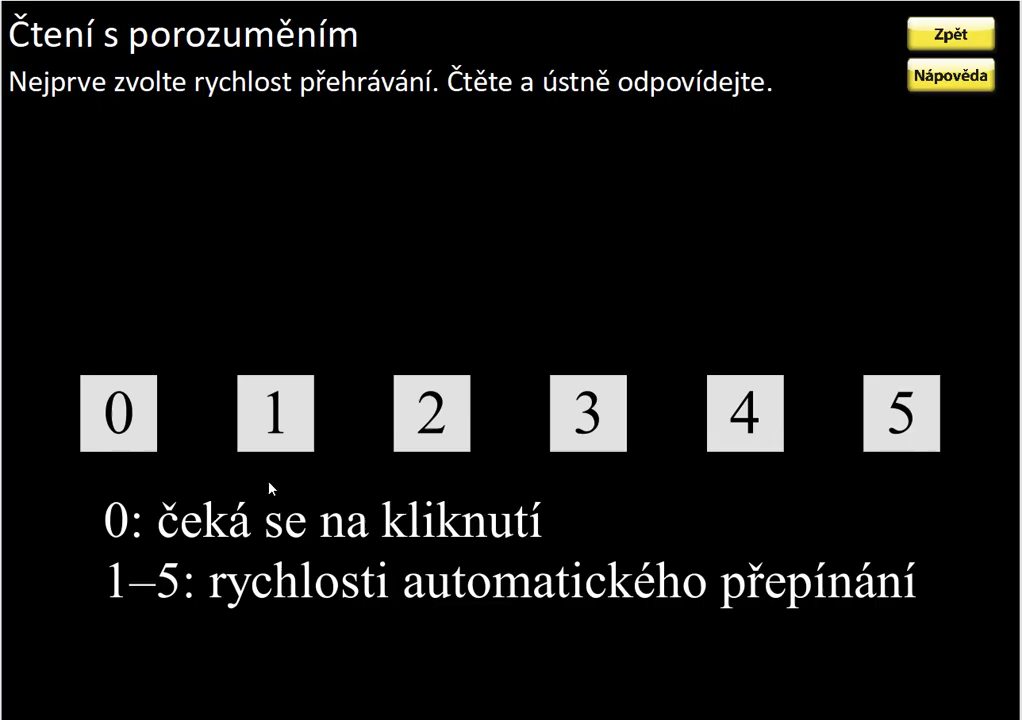 Čtení s porozuměním
Zpět
Nejprve zvolte rychlost přehrávání. Čtěte a ústně odpovídejte.
Nápověda
0 1 2 3 4 5
0: čeká se na kliknutí
1–5: rychlosti automatického přepínání